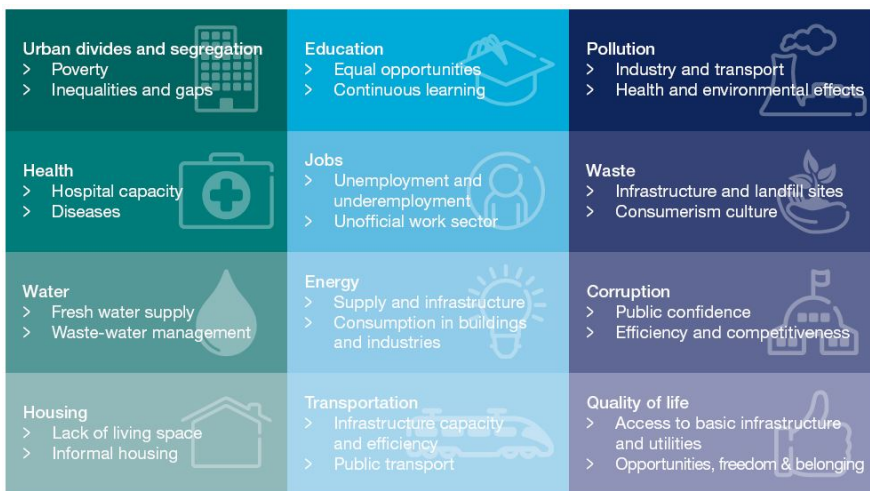 Urban divides and segregation
> Poverty
> Inequalities and gaps
Education
> Equal opportunities
> Continuous learning
Pollution
> Industry and transport
> Health and environmental effects
Health
> Hospital capacity
> Diseases
Jobs
> Unemployment and
underemployment
> Unofficial work sector
Waste
> Infrastructure and landfill sites
> Consumerism culture
Water
> Fresh water supply
> Waste-water management
Energy
> Supply and infrastructure
> Consumption in buildings
and industries
Corruption
> Public confidence
> Efficiency and competitiveness
Housing
> Lack of living space
> Informal housing
Transportation
> Infrastructure capacity
and efficiency
> Public transport
Quality of life
> Access to basic infrastructure
and utilities
> Opportunities, freedom & belonging